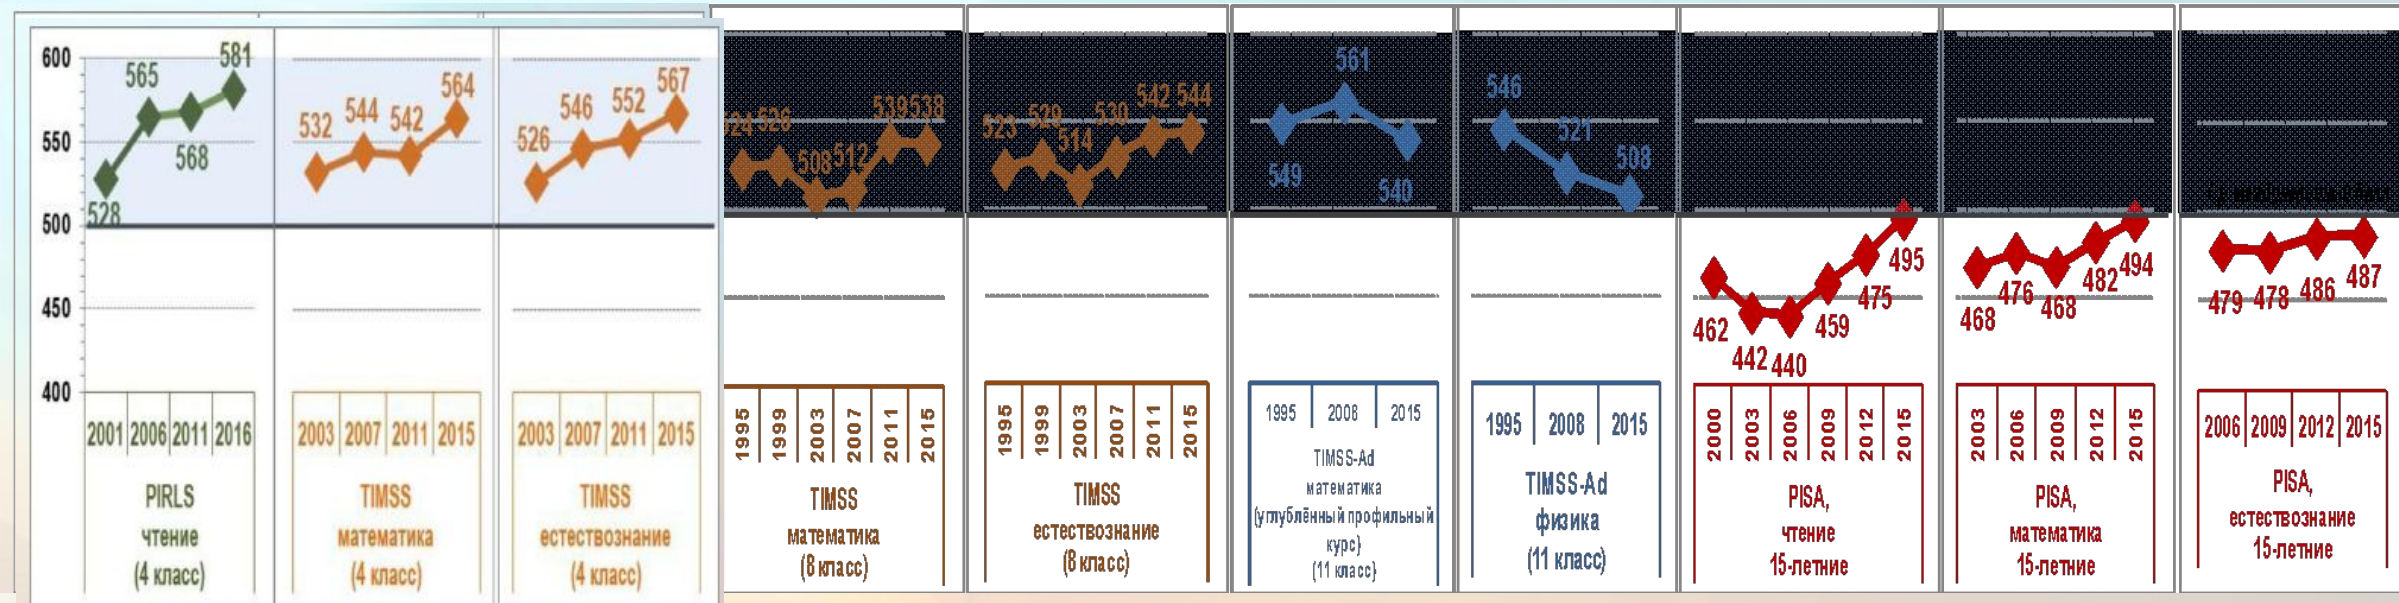 600
550
500
450
400
528
565
568
581
2001 2006 2011 2016
PIRLS
чтение
(4 класс)
532
544
542
564
2003 2007 2011 2015
TIMSS
математика
(4 класс)
526
546
552
567
2003 2007 2011 2015
TIMSS
естествознание
(4 класс)
526
508
512
539
538
1995 1999 2003 2007 2011 2015
TIMSS
математика
(8 класс)
523
529
514
530
542
544
1995 1999 2003 2007 2011 2015
TIMSS
естествознание
(8 класс)
549
561
540
1995 2008 2015
TIMSS-Ad
математика
(углублённый профильный
курс)
(11 класс)
546
521
508
1995 2008 2015
TIMSS-Ad
физика
(11 класс)
462
442
440
459
475
495
2000 2003 2006 2009 2012 2015
PISA,
чтение
15-летние
468
476
468
482
494
2003 2006 2009 2012 2015
PISA,
математика
15-летние
479
478
486
487
2006 2009 2012 2015
PISA,
естествознание
15-летние